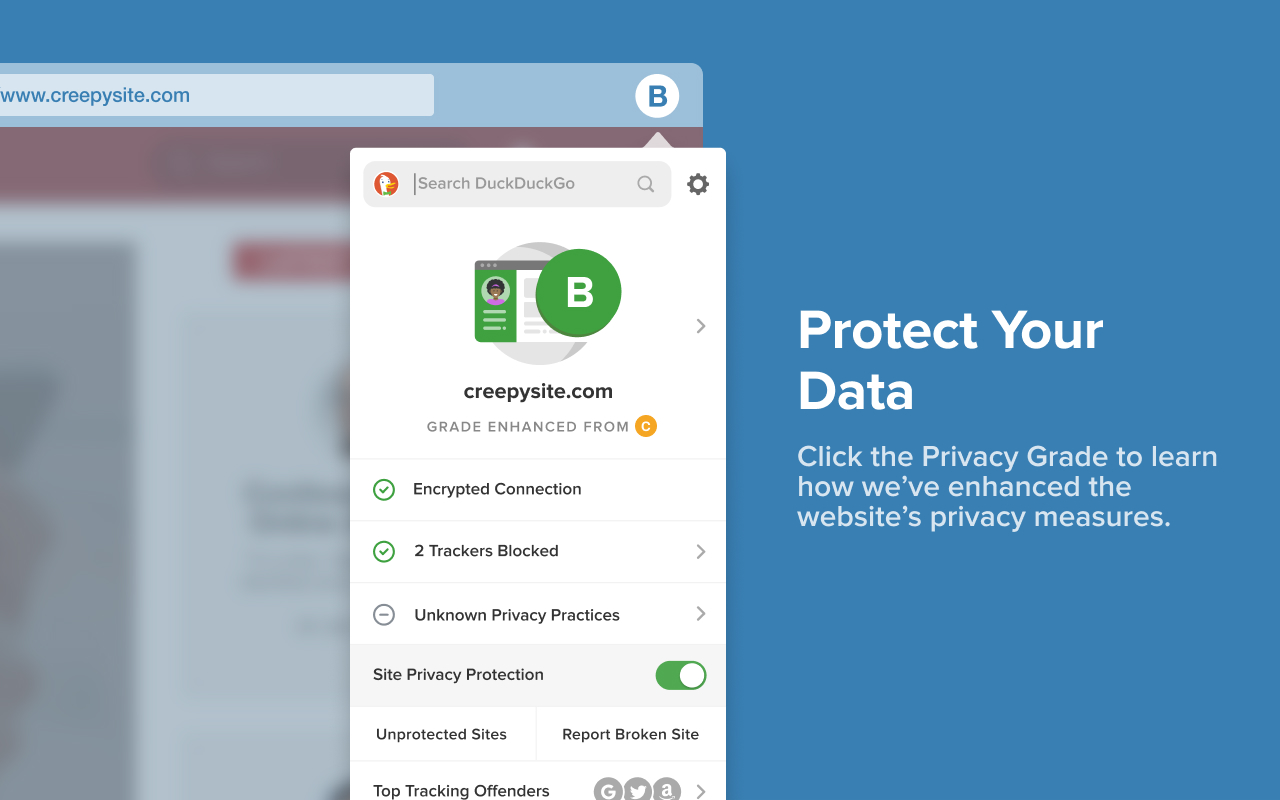 www.creepysite.com
B
Search DuckDuckGo
B
creepysite.com
GRADE ENHANCED FROM C
Encrypted Connection
2 Trackers Blocked
Unknown Privacy Practices
Site Privacy Protection
Unprotected Sites
Report Broken Site
Top Tracking Offenders
G a
Protect Your
Data
Click the Privacy Grade to learn
how we’ve enhanced the
website’s privacy measures.